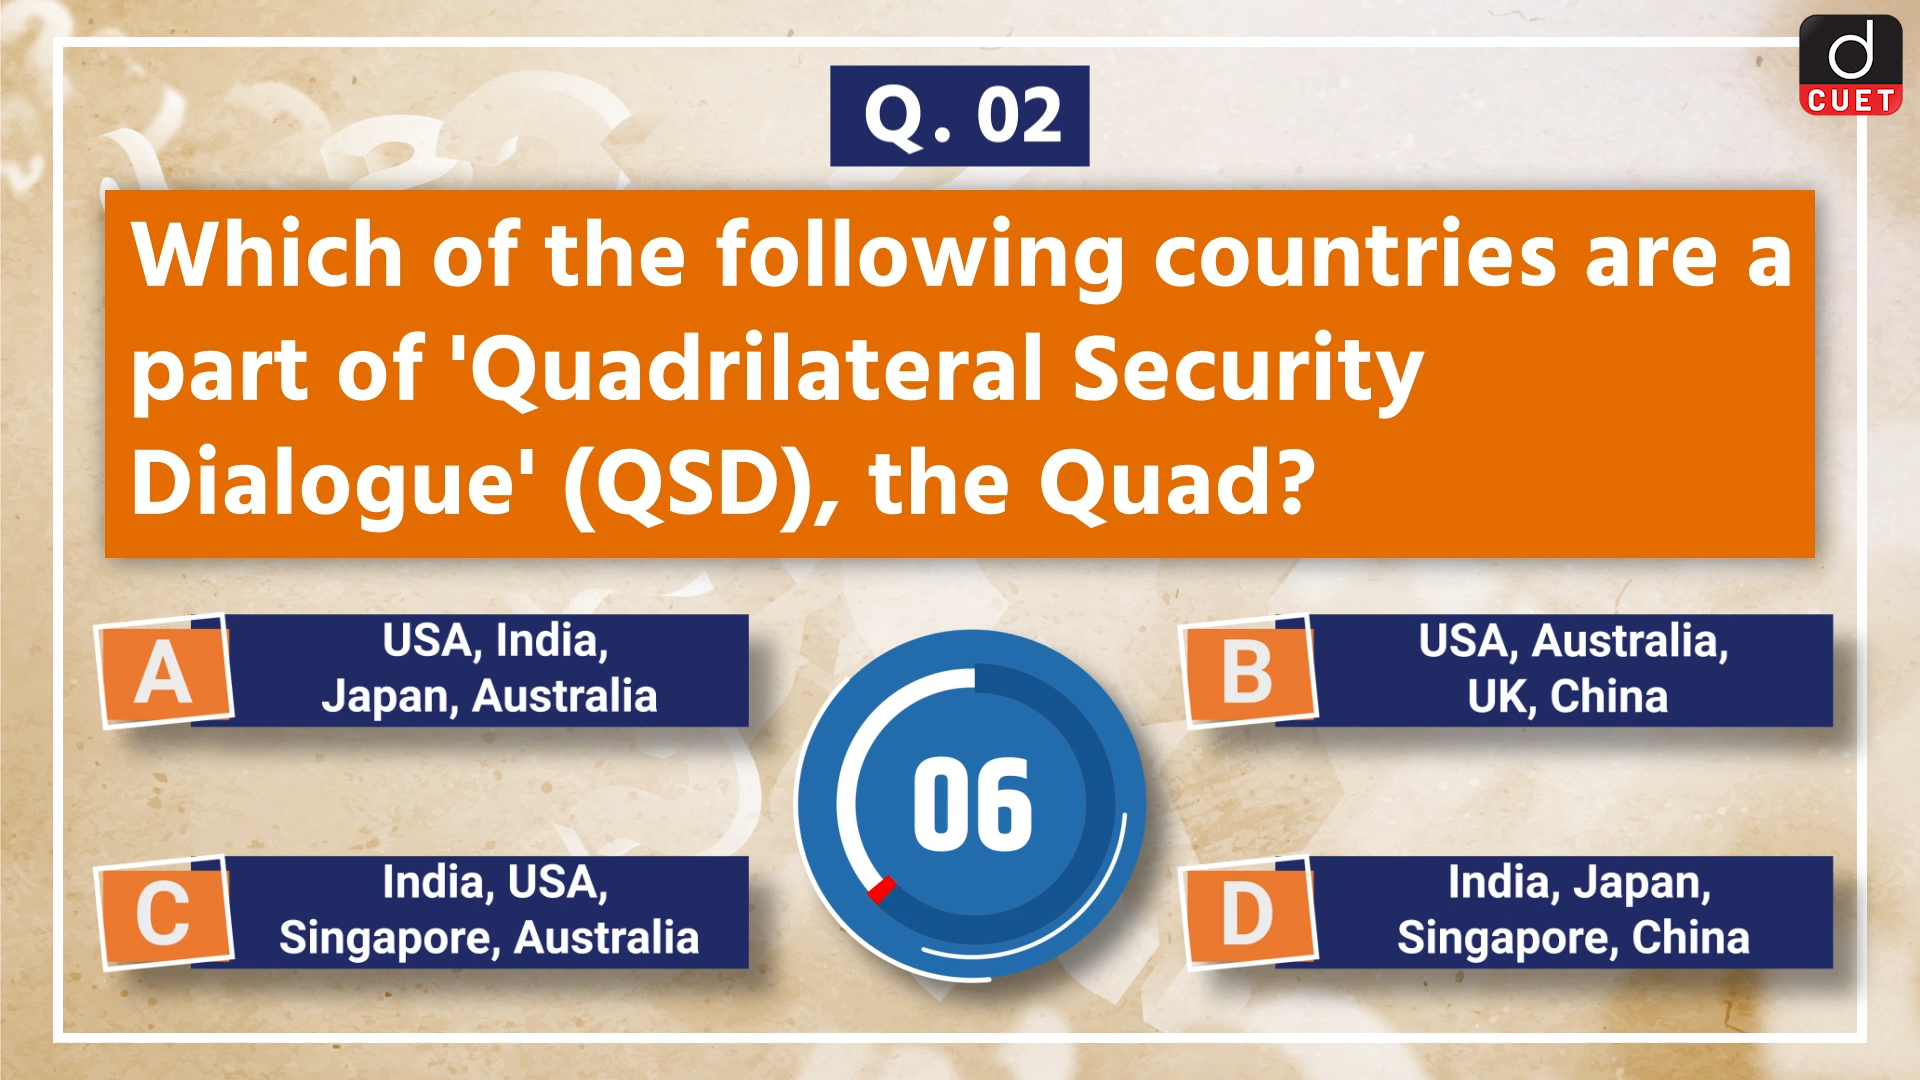 d
CUET
Q. 02
Which of the following countries are a
part of 'Quadrilateral Security
Dialogue' (QSD), the Quad?
A
USA, India,
Japan, Australia
B
USA, Australia,
UK, China
06
C
India, USA,
Singapore, Australia
D
India, Japan,
Singapore, China